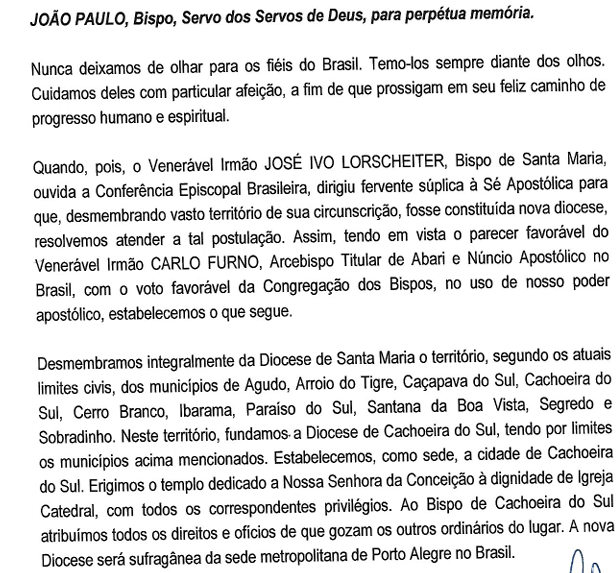 JOÃO PAULO, Bispo, Servo dos Servos de Deus, para perpétua memória.
Nunca deixamos de olhar para os fiéis do Brasil. Temo-los sempre diante dos olhos.
Cuidamos deles com particular afeição, a fim de que prossigam em seu feliz caminho de
progresso humano e espiritual.
Quando, pois, o Venerável Irmão JOSÉ IVO LORSCHEITER, Bispo de Santa Maria,
ouvida a Conferência Episcopal Brasileira, dirigiu fervente súplica à Sé Apostólica para
que, desmembrando vasto território de sua circunscrição, fosse constituída nova diocese,
resolvemos atender a tal postulação. Assim, tendo em vista o parecer favorável do
Venerável Irmão CARLO FURNO, Arcebispo Titular de Abari e Núncio Apostólico no
Brasil, com o voto favorável da Congregação dos Bispos, no uso de nosso poder
apostólico, estabelecemos o que segue.
Desmembramos integralmente da Diocese de Santa Maria o território, segundo os atuais
limites civis, dos municípios de Agudo, Arroio do Tigre, Caçapava do Sul, Cachoeira do
Sul, Cerro Branco, Ibarama, Paraíso do Sul, Santana da Boa Vista, Segredo e
Sobradinho. Neste território, fundamos a Diocese de Cachoeira do Sul, tendo por limites
os municípios acima mencionados. Estabelecemos, como sede, a cidade de Cachoeira
do Sul. Erigimos o templo dedicado a Nossa Senhora da Conceição à dignidade de Igreja
Catedral, com todos os correspondentes privilégios. Ao Bispo de Cachoeira do Sul
atribuímos todos os direitos e ofícios de que gozam os outros ordinários do lugar. A nova
Diocese será sufragânea da sede metropolitana de Porto Alegre no Brasil.